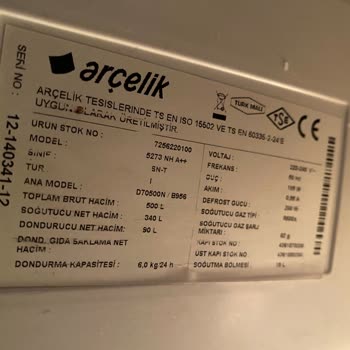 arçelik
ARÇELİK TESİSLERİNDE TS EN ISO 15502 VE TS EN 60335-2-24'E
UYGUN OLARAK ÜRETİLMİŞTİR.
TÜRK MALI
TSE
CE
SERİ NO :
12-140341-12
ÜRÜN STOK NO : 7256220100
MODEL : 5273 NH A++
SINIF :
TÜR SN-T
ANA MODEL : D70500N / B956
TOPLAM BRÜT HACİM : 500 L
SOĞUTUCU NET HACİM : 340 L
DONDURUCU NET HACİM: 90 L
DOND. GIDA SAKLAMA NET HACİM :
DONDURMA KAPASİTESİ : 6,0 kg/24 h
VOLTAJ :
FREKANS :
GÜÇ :
AKIM :
DEFROST GÜCÜ :
SOĞUTUCU GAZ TİPİ
SOĞUTUCU GAZ ŞARJ MİKTARI :
KAPI STOK NO
ÜST KAPI STOK NO
SOĞUTMA BÖLMESİ